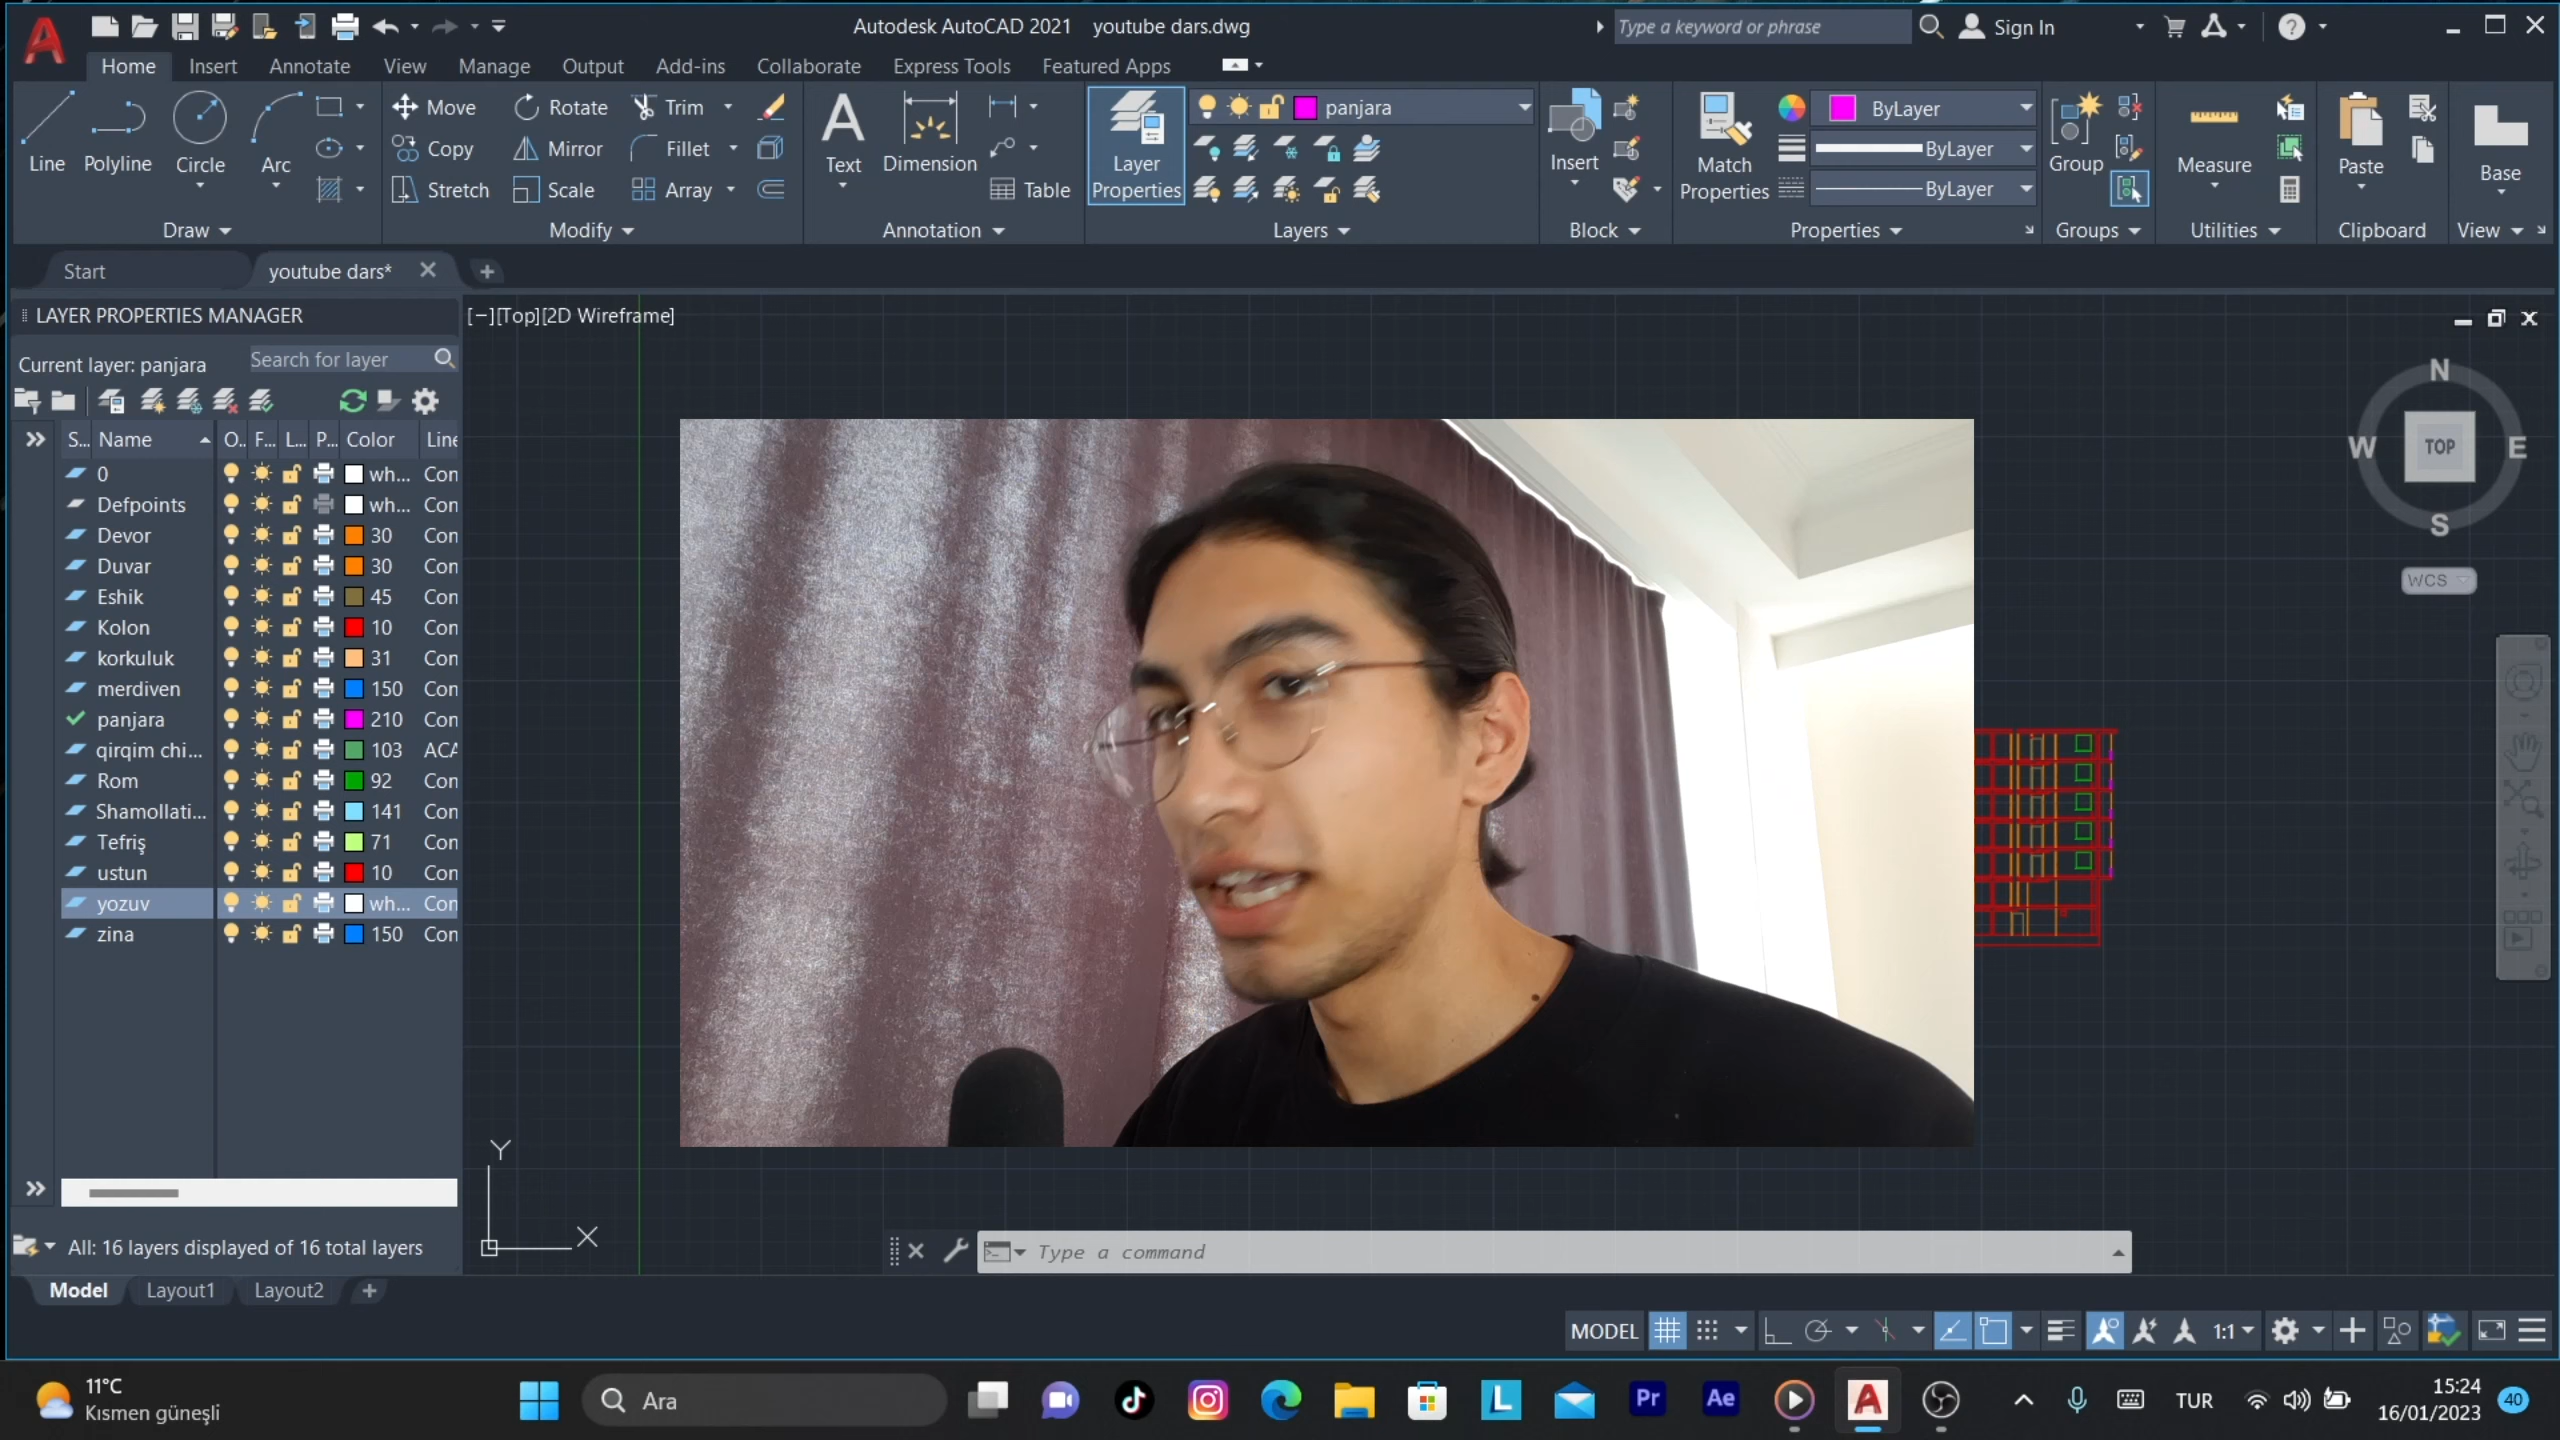 Autodesk AutoCAD 2021 youtube dars.dwg
Type a keyword or phrase
Sign In
Home Insert Annotate View Manage Output Add-ins Collaborate Express Tools Featured Apps
Line Polyline Circle Arc
Draw
Move Rotate Trim
Copy Mirror Fillet
Stretch Scale Array
Modify
Text Dimension Table
Annotation
Layer Properties
panjara
Layers
Insert
Block
Match Properties
ByLayer
ByLayer
ByLayer
Properties
Group
Groups
Measure
Utilities
Paste
Clipboard
Base
View
Start youtube dars*
LAYER PROPERTIES MANAGER
[−][Top][2D Wireframe]
Current layer: panjara
Search for layer
S... Name O.. F... L... P... Color Line
0 wh... Con
Defpoints wh... Con
Devor 30 Con
Duvar 30 Con
Eshik 45 Con
Kolon 10 Con
korkuluk 31 Con
merdiven 150 Con
panjara 210 Con
qirqim chi... 103 ACA
Rom 92 Con
Shamollati... 141 Con
Tefriş 71 Con
ustun 10 Con
yozuv wh... Con
zina 150 Con
N
W TOP E
S
WCS
Y
X
All: 16 layers displayed of 16 total layers
Type a command
Model Layout1 Layout2
MODEL 1:1
11°C
Kısmen güneşli
Ara
L
Pr
Ae
A
TUR
15:24
16/01/2023
40